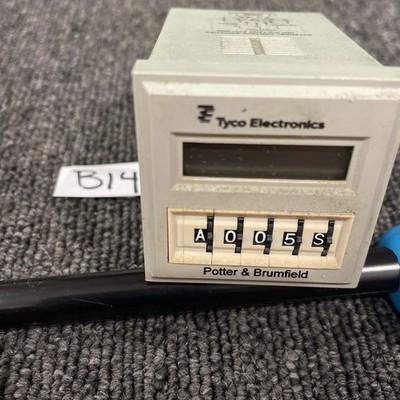 Tyco Electronics
B14
A005S
Potter & Brumfield